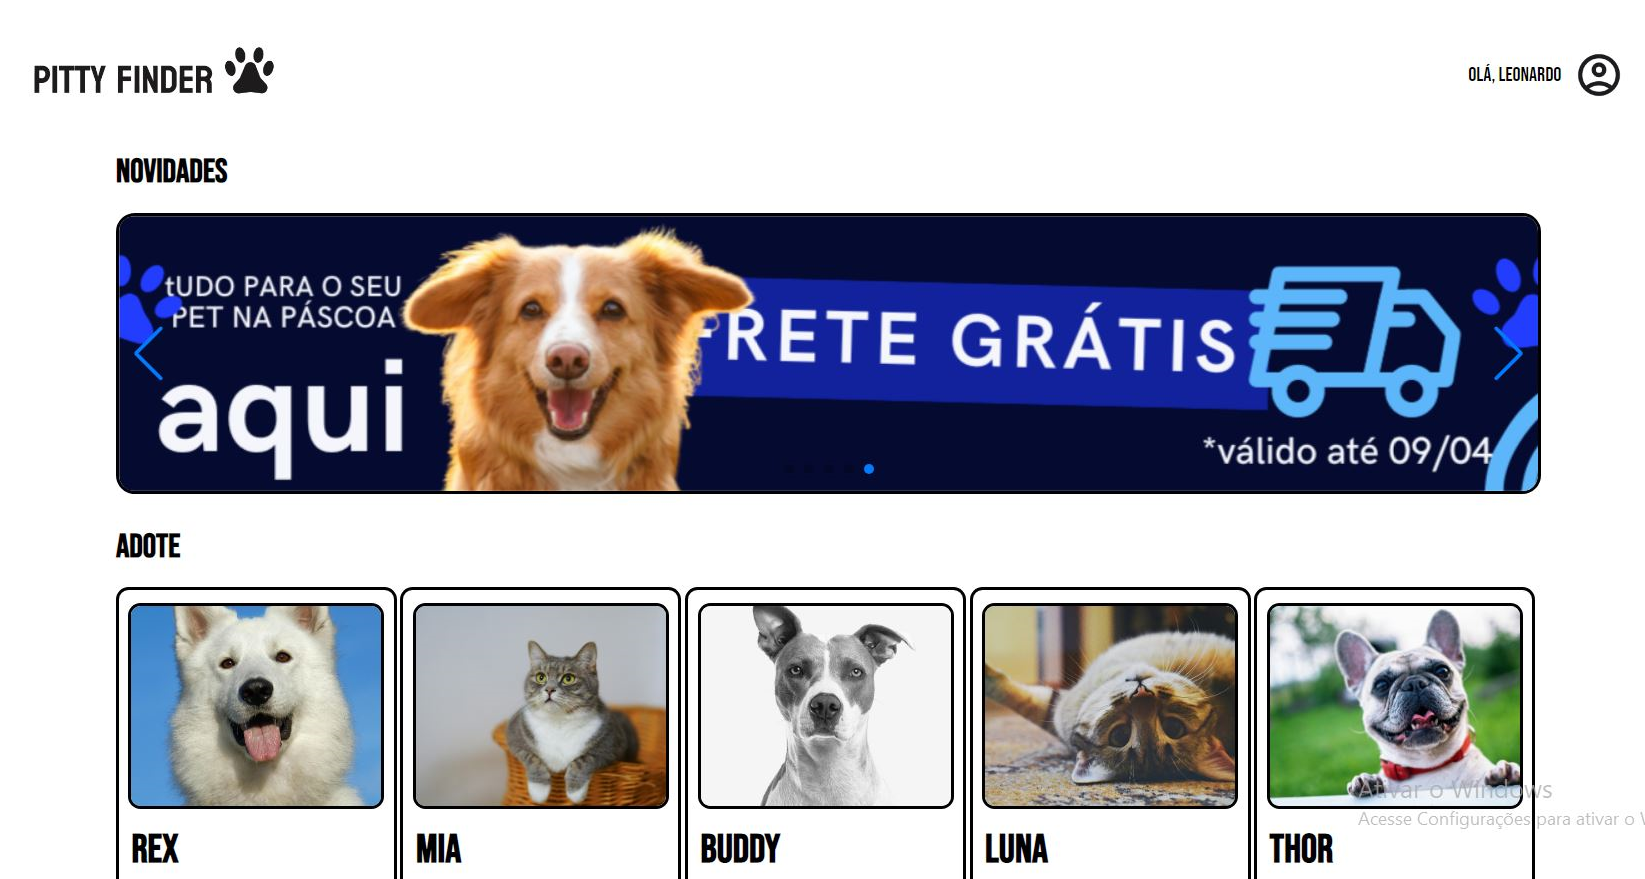 PITTY FINDER
OLÁ, LEONARDO
NOVIDADES
tUDO PARA O SEU
PET NA PÁSCOA
aqui
FRETE GRÁTIS
*válido até 09/04
ADOTE
REX
MIA
BUDDY
LUNA
THOR
Ativar o Windows
Acesse Configurações para ativar o